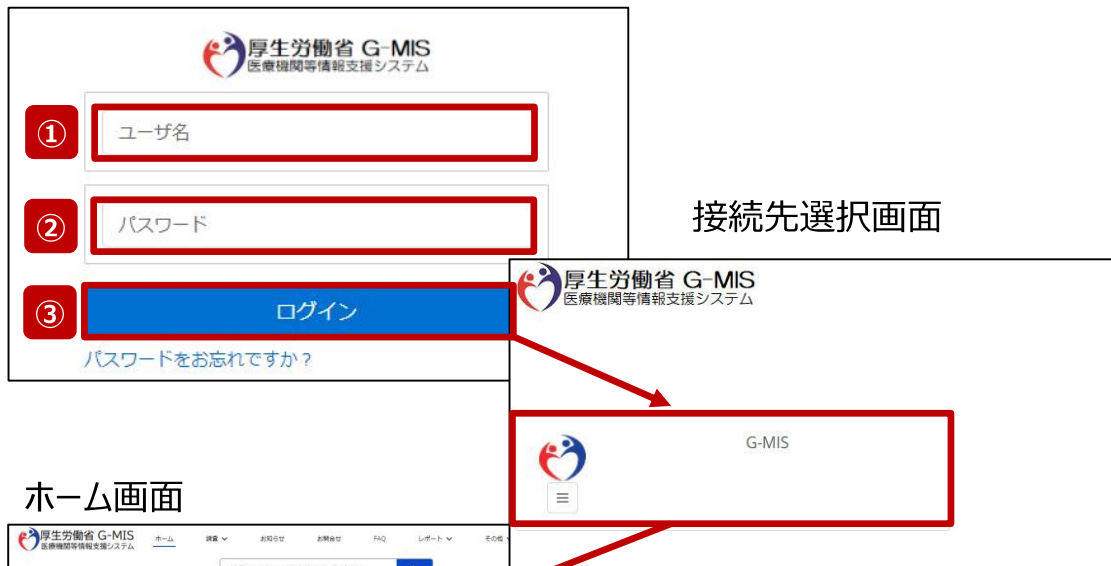 厚生労働省 G-MIS
医療機関等情報支援システム
① ユーザ名
② パスワード
③ ログイン
パスワードをお忘れですか？
接続先選択画面
厚生労働省 G-MIS
医療機関等情報支援システム
G-MIS
ホーム画面
厚生労働省 G-MIS
医療機関等情報支援システム
ホーム 調査 お知らせ お問合せ FAQ レポート その他